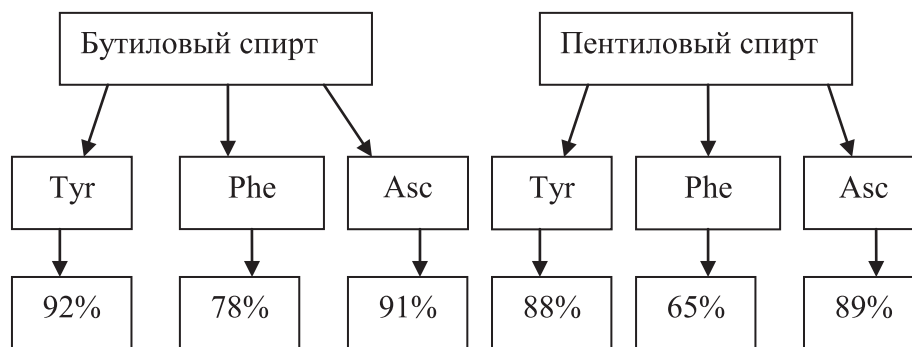 Бутиловый спирт
Пентиловый спирт
Tyr
Phe
Asc
Tyr
Phe
Asc
92%
78%
91%
88%
65%
89%